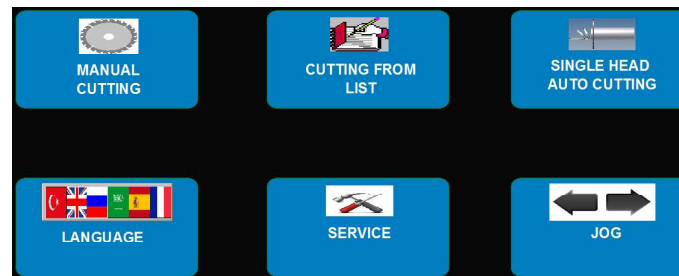 MANUAL
CUTTING
CUTTING FROM
LIST
SINGLE HEAD
AUTO CUTTING
LANGUAGE
SERVICE
JOG